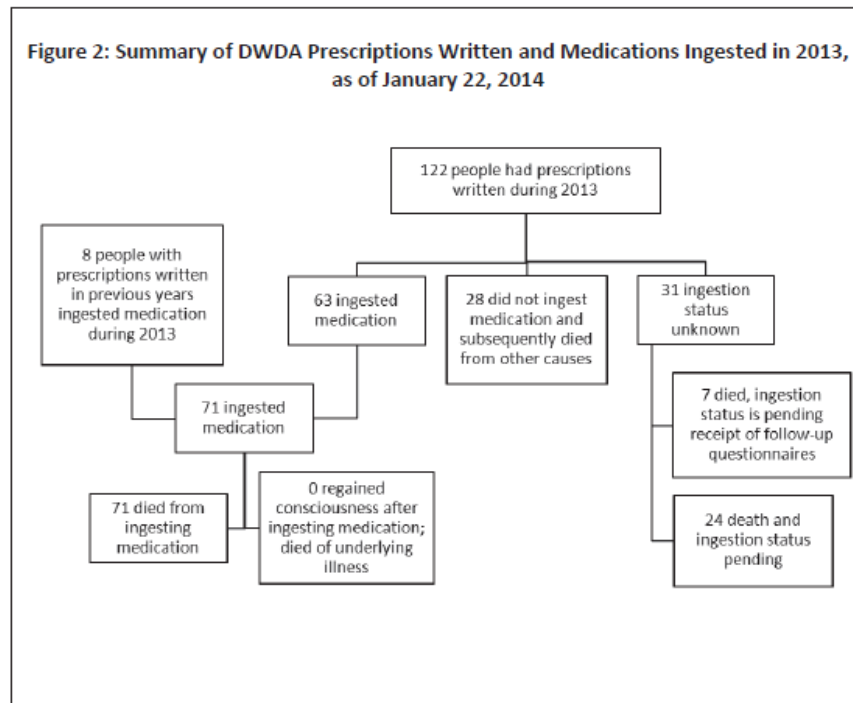 Figure 2: Summary of DWDA Prescriptions Written and Medications Ingested in 2013,
as of January 22, 2014
122 people had prescriptions
written during 2013
8 people with
prescriptions written
in previous years
ingested medication
during 2013
63 ingested
medication
28 did not ingest
medication and
subsequently died
from other causes
31 ingestion
status
unknown
71 ingested
medication
7 died, ingestion
status is pending
receipt of follow-up
questionnaires
71 died from
ingesting
medication
0 regained
consciousness after
ingesting medication;
died of underlying
illness
24 death and
ingestion status
pending